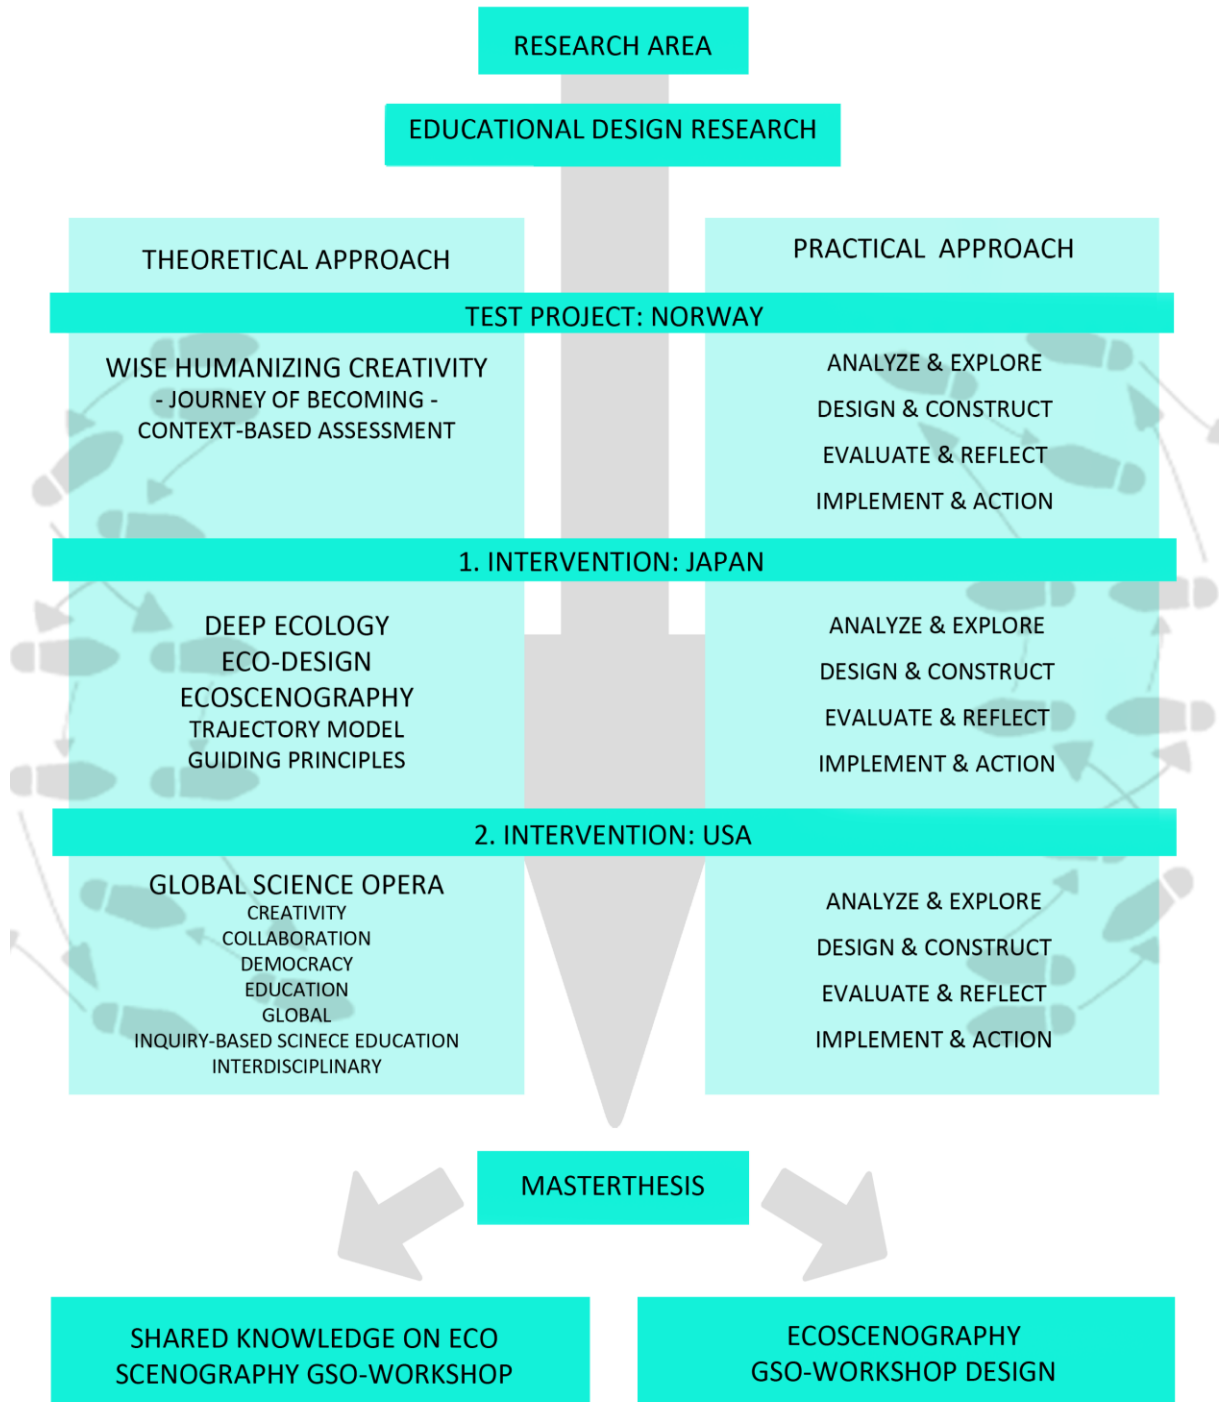 RESEARCH AREA
EDUCATIONAL DESIGN RESEARCH
THEORETICAL APPROACH
PRACTICAL APPROACH
TEST PROJECT: NORWAY
WISE HUMANIZING CREATIVITY
- JOURNEY OF BECOMING -
CONTEXT-BASED ASSESSMENT
ANALYZE & EXPLORE
DESIGN & CONSTRUCT
EVALUATE & REFLECT
IMPLEMENT & ACTION
1. INTERVENTION: JAPAN
DEEP ECOLOGY
ECO-DESIGN
ECOSCENOGRAPHY
TRAJECTORY MODEL
GUIDING PRINCIPLES
ANALYZE & EXPLORE
DESIGN & CONSTRUCT
EVALUATE & REFLECT
IMPLEMENT & ACTION
2. INTERVENTION: USA
GLOBAL SCIENCE OPERA
CREATIVITY
COLLABORATION
DEMOCRACY
EDUCATION
GLOBAL
INQUIRY-BASED SCINECE EDUCATION
INTERDISCIPLINARY
ANALYZE & EXPLORE
DESIGN & CONSTRUCT
EVALUATE & REFLECT
IMPLEMENT & ACTION
MASTERTHESIS
SHARED KNOWLEDGE ON ECO
SCENOGRAPHY GSO-WORKSHOP
ECOSCENOGRAPHY
GSO-WORKSHOP DESIGN